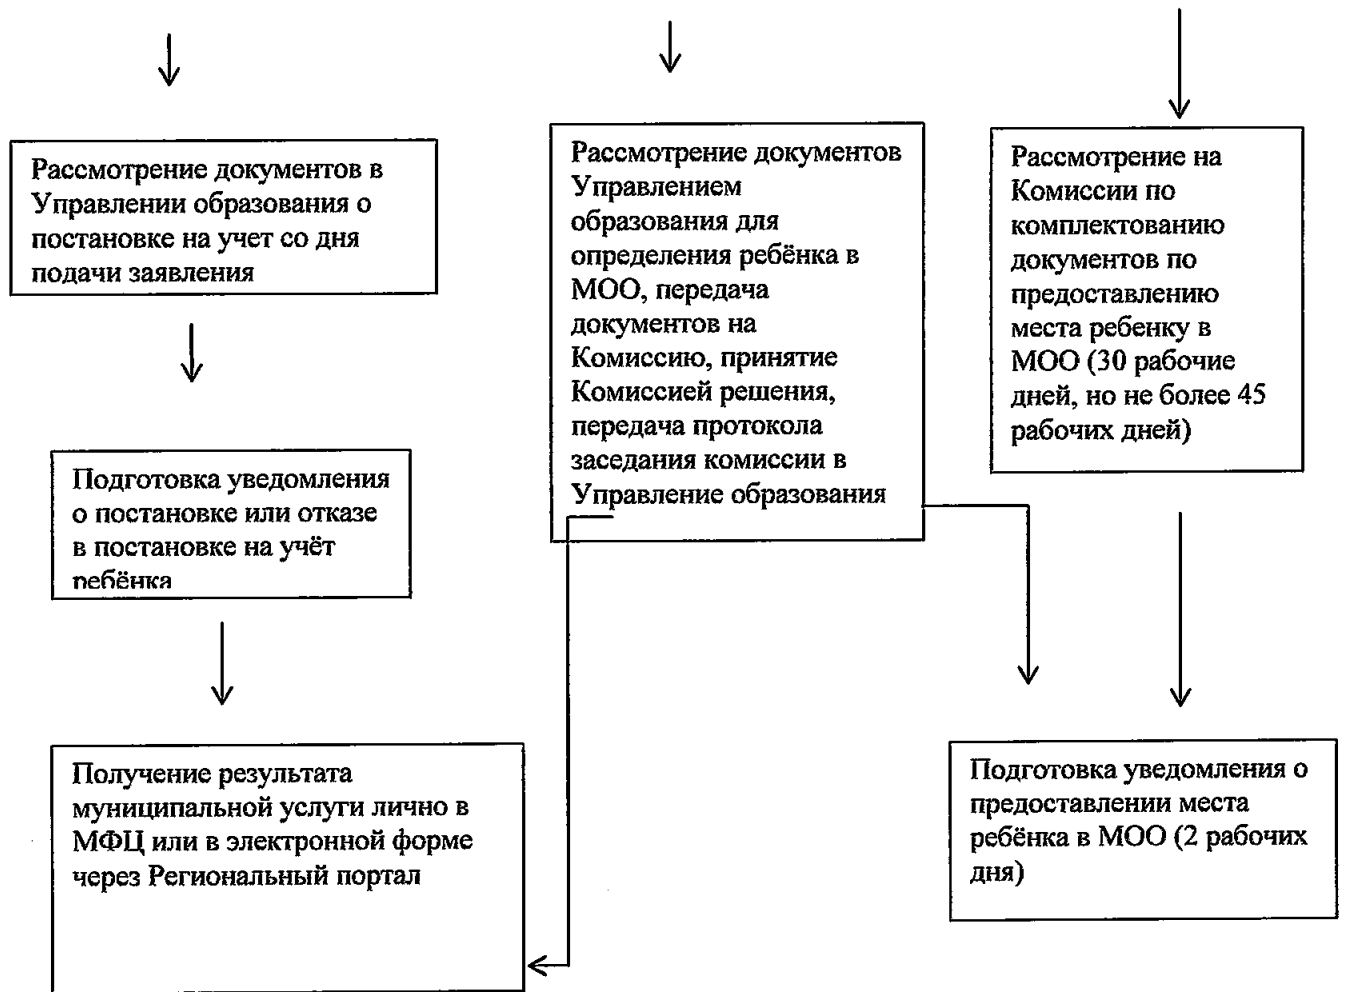 Рассмотрение документов в
Управлении образования о
постановке на учет со дня
подачи заявления
Подготовка уведомления
о постановке или отказе
в постановке на учёт
ребёнка
Получение результата
муниципальной услуги лично в
МФЦ или в электронной форме
через Региональный портал
Рассмотрение документов
Управлением
образования для
определения ребёнка в
МОО, передача
документов на
Комиссию, принятие
Комиссией решения,
передача протокола
заседания комиссии в
Управление образования
Рассмотрение на
Комиссии по
комплектованию
документов по
предоставлению
места ребенку в
МОО (30 рабочие
дней, но не более 45
рабочих дней)
Подготовка уведомления о
предоставлении места
ребёнка в МОО (2 рабочих
дня)